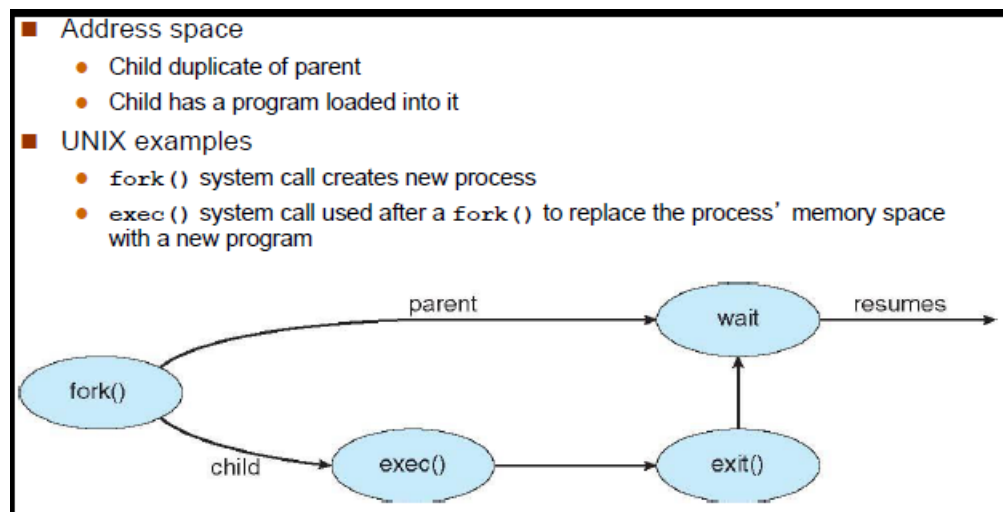 Address space
Child duplicate of parent
Child has a program loaded into it
UNIX examples
fork() system call creates new process
exec() system call used after a fork() to replace the process' memory space
with a new program
parent
wait
resumes
fork()
child
exec()
exit()